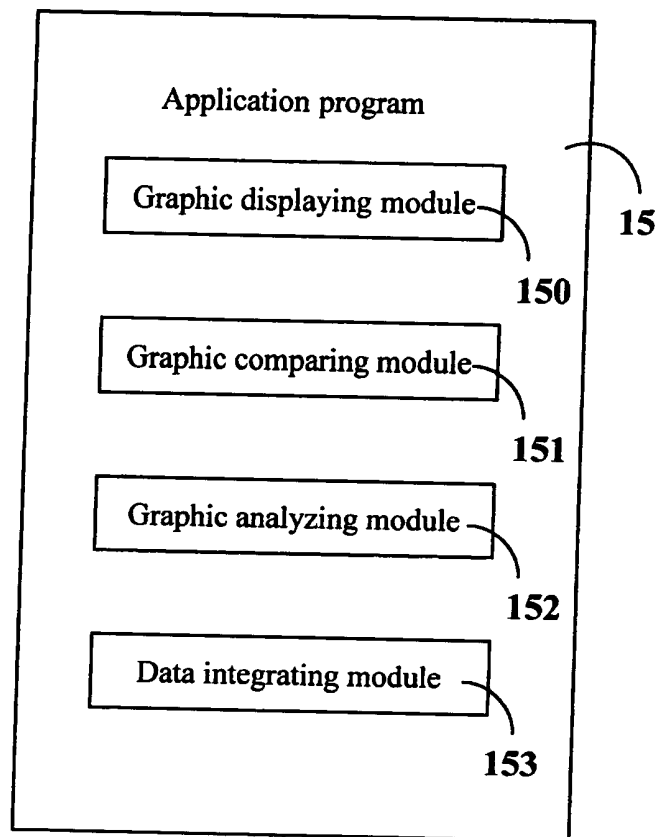 Application program
15
Graphic displaying module
150
Graphic comparing module
151
Graphic analyzing module
152
Data integrating module
153